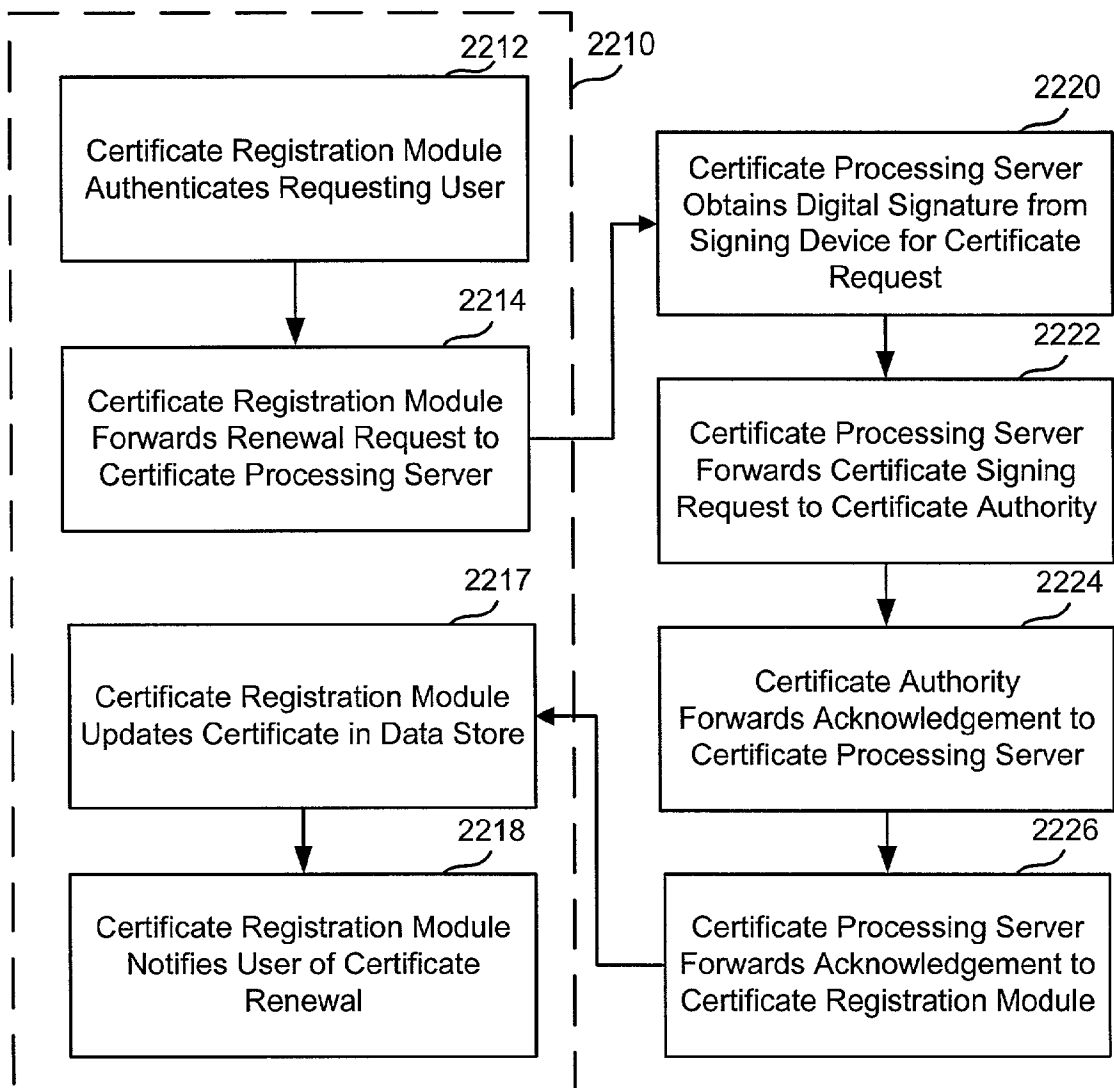 2212
2210
Certificate Registration Module
Authenticates Requesting User
2214
Certificate Registration Module
Forwards Renewal Request to
Certificate Processing Server
2220
Certificate Processing Server
Obtains Digital Signature from
Signing Device for Certificate
Request
2222
Certificate Processing Server
Forwards Certificate Signing
Request to Certificate Authority
2224
Certificate Authority
Forwards Acknowledgement to
Certificate Processing Server
2226
Certificate Processing Server
Forwards Acknowledgement to
Certificate Registration Module
2217
Certificate Registration Module
Updates Certificate in Data Store
2218
Certificate Registration Module
Notifies User of Certificate
Renewal